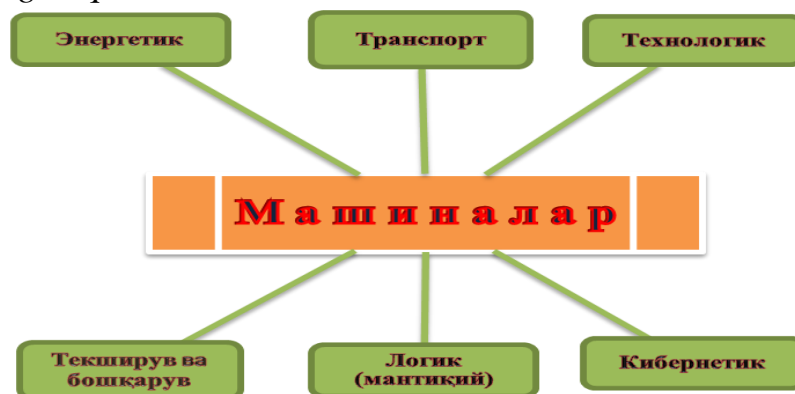 Энергетик
Транспорт
Технологик
Машиналар
Текширув ва
бошқарув
Логик
(мантиқий)
Кибернетик